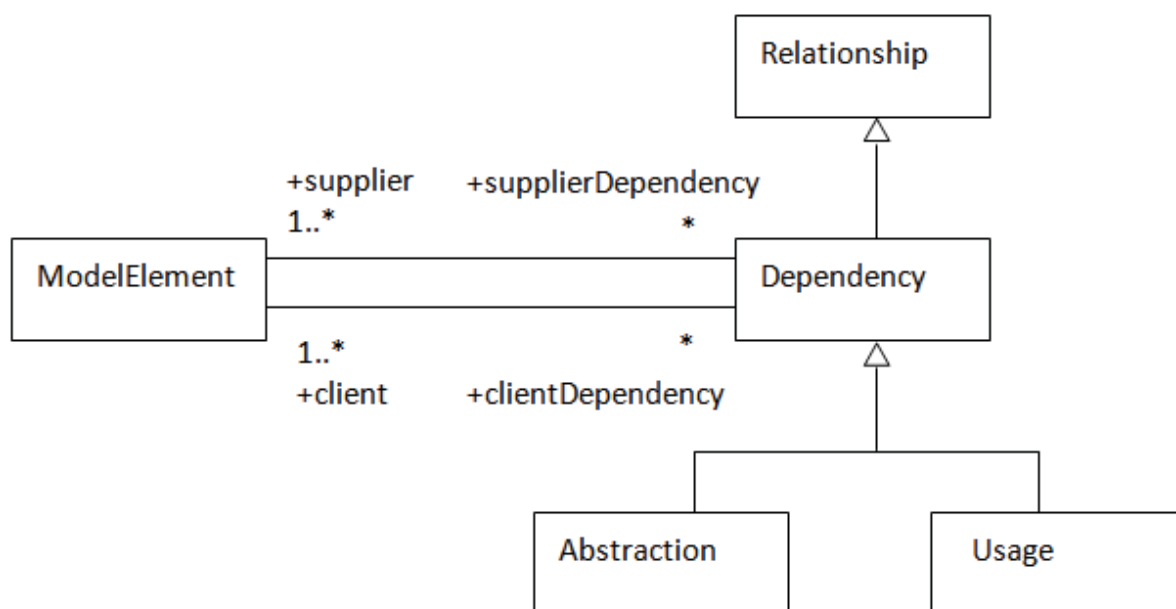 Relationship
+supplier +supplierDependency
1..* *
ModelElement Dependency
1..* *
+client +clientDependency
Abstraction Usage